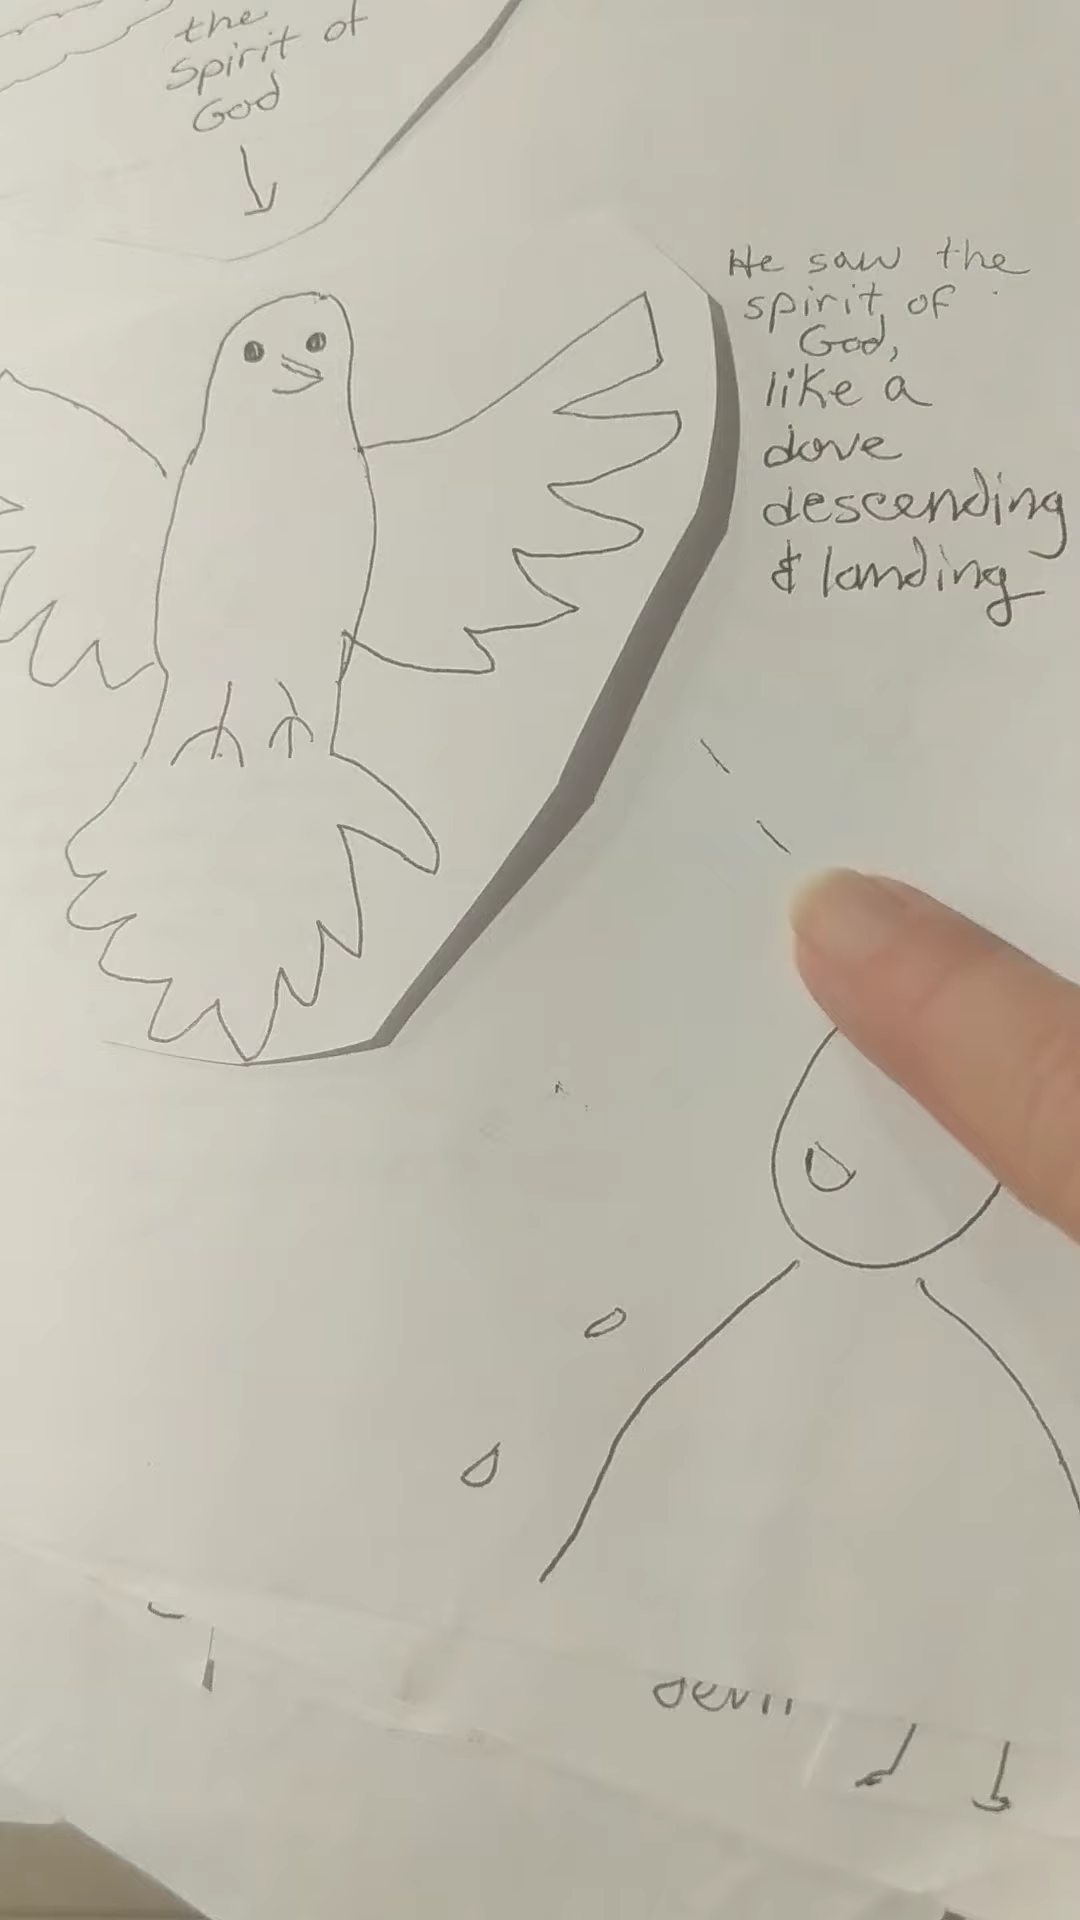 the
spirit of
God
He saw the
spirit of
God,
like a
dove
descending
& landing